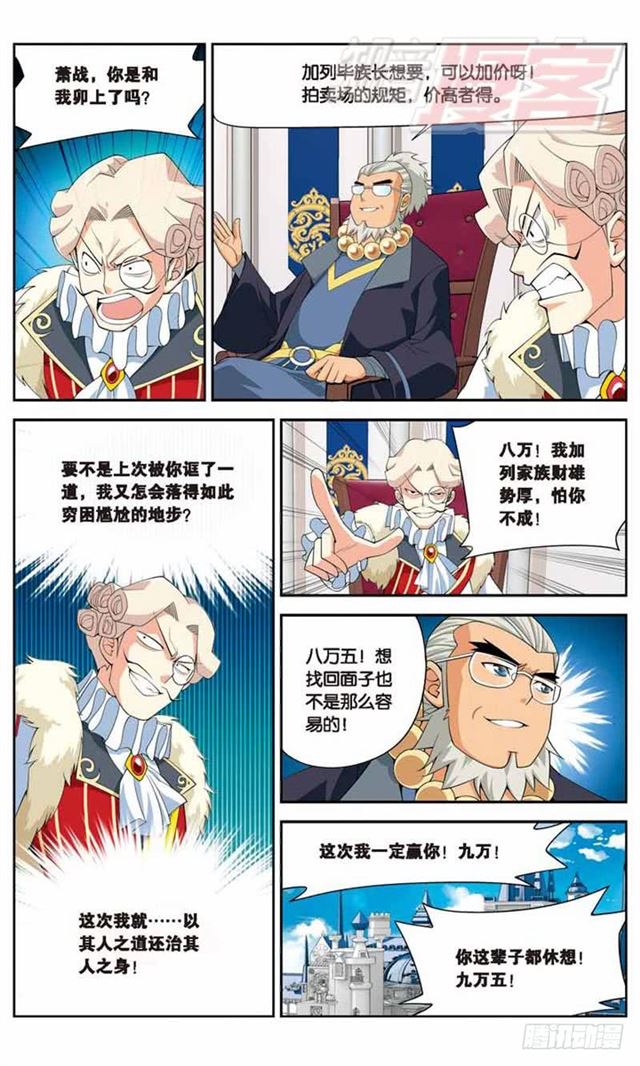 萧战，你是和
我卯上了吗？
知音漫客
加列毕族长想要，可以加价呀！
拍卖场的规矩，价高者得。
要不是上次被你诓了一
道，我又怎会落得如此
穷困尴尬的地步？
这次我就……以
其人之道还治其
人之身！
八万！我加
列家族财雄
势厚，怕你
不成！
八万五！想
找回面子也
不是那么容
易的！
这次我一定赢你！九万！
你这辈子都休想！
九万五！
腾讯动漫